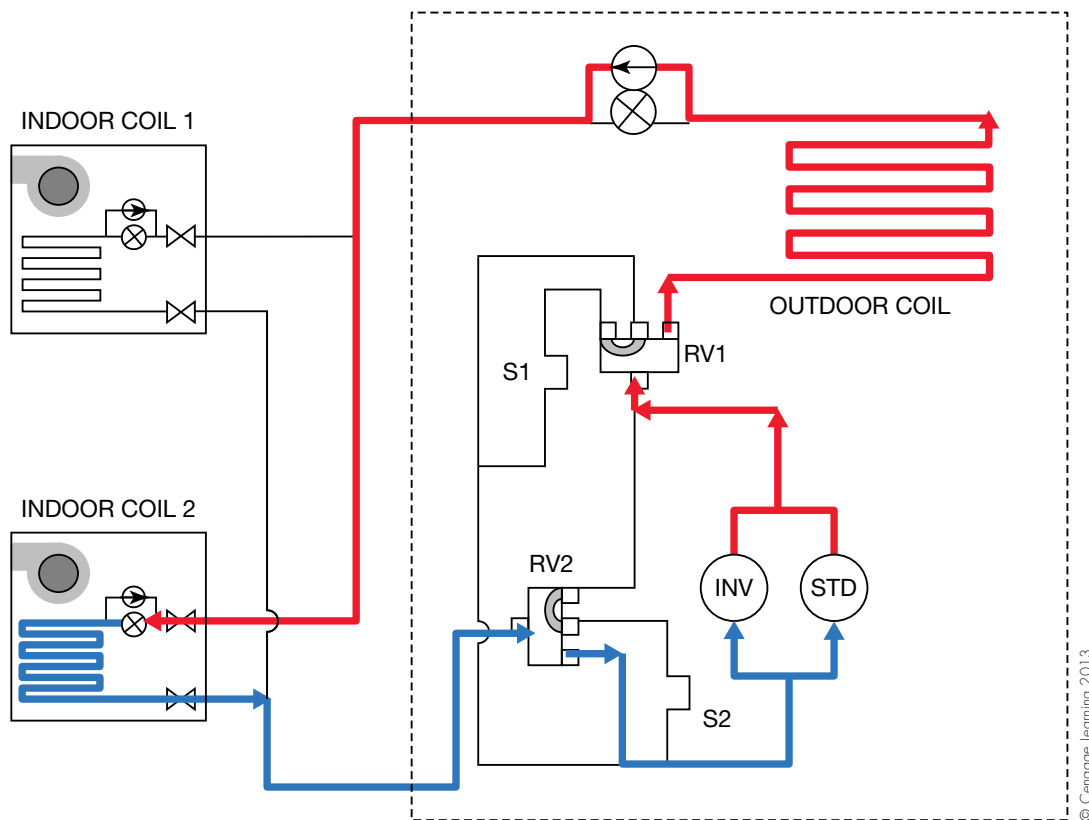 INDOOR COIL 1
OUTDOOR COIL
RV1
S1
INDOOR COIL 2
RV2
INV
STD
S2
© Cengage learning 2013